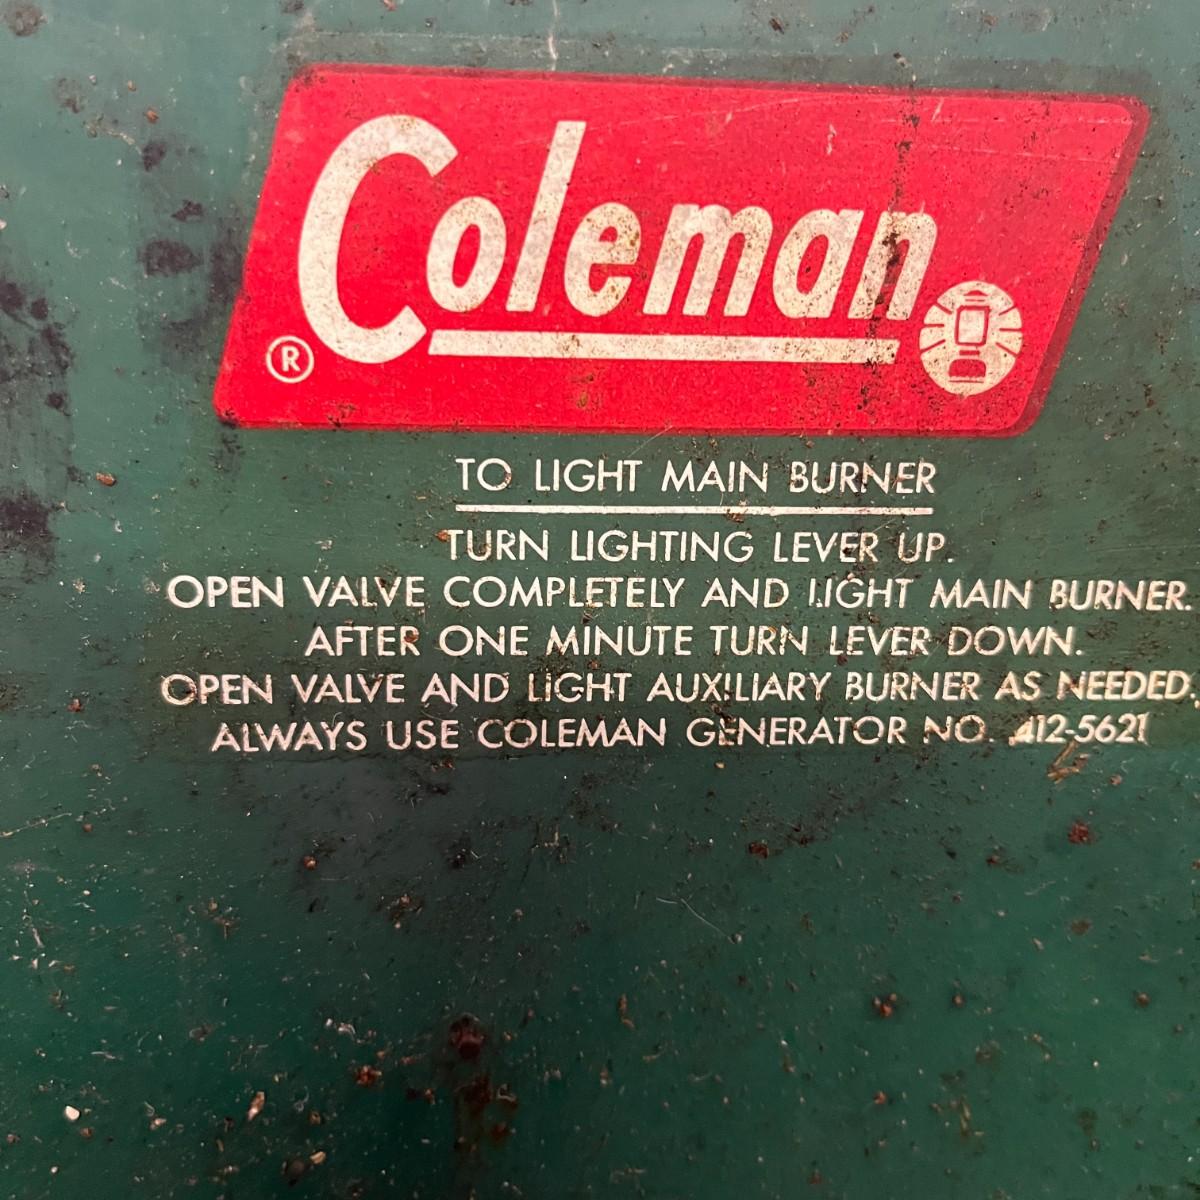 Coleman
®
TO LIGHT MAIN BURNER
TURN LIGHTING LEVER UP.
OPEN VALVE COMPLETELY AND LIGHT MAIN BURNER.
AFTER ONE MINUTE TURN LEVER DOWN.
OPEN VALVE AND LIGHT AUXILIARY BURNER AS NEEDED.
ALWAYS USE COLEMAN GENERATOR NO. 412-5621